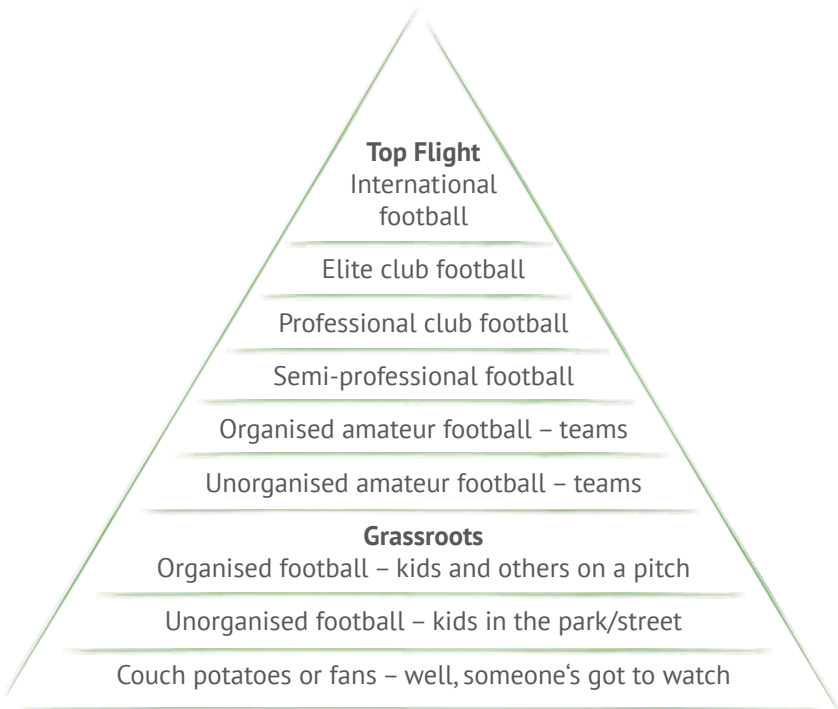 Top Flight
International
football
Elite club football
Professional club football
Semi-professional football
Organised amateur football – teams
Unorganised amateur football – teams
Grassroots
Organised football – kids and others on a pitch
Unorganised football – kids in the park/street
Couch potatoes or fans – well, someone‘s got to watch